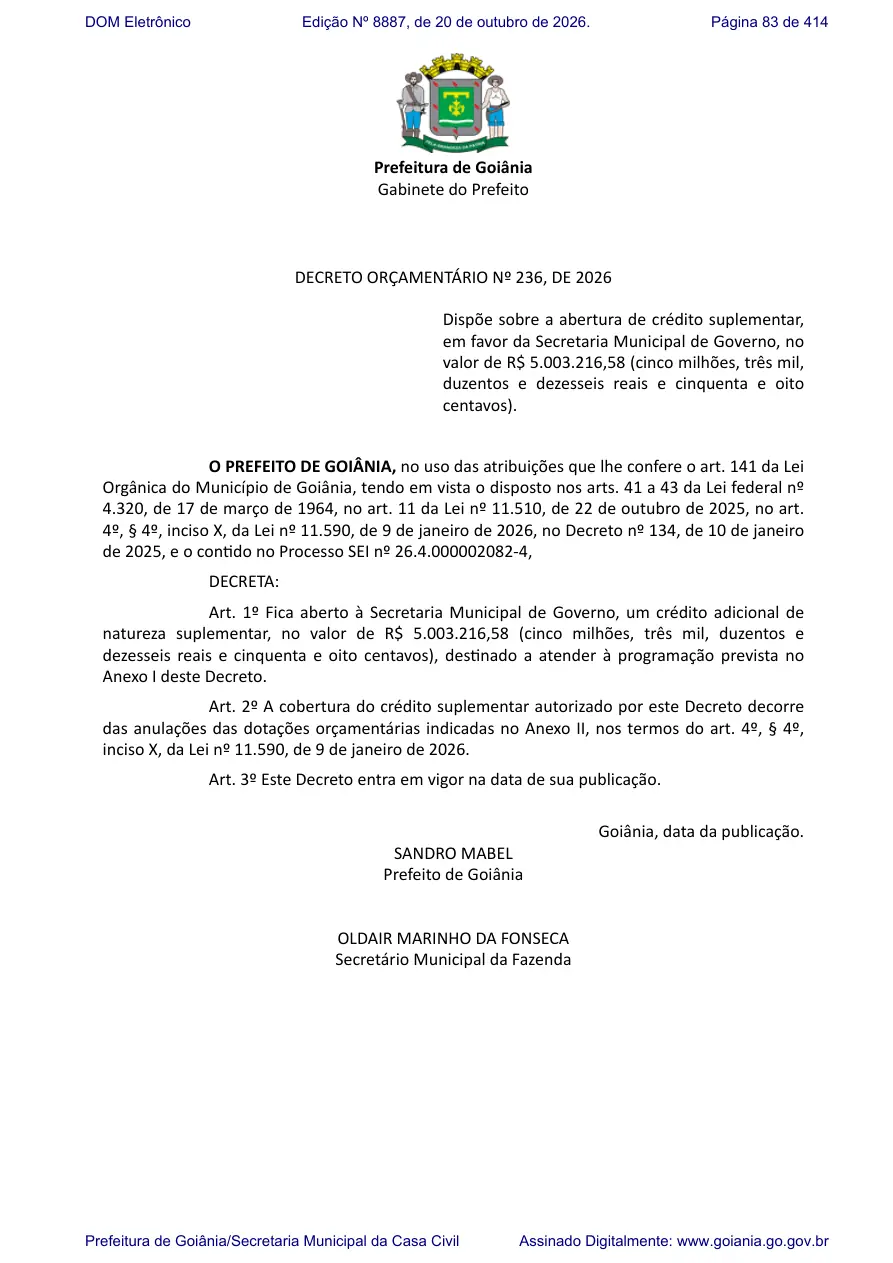 DOM Eletrônico Edição Nº 8887, de 20 de outubro de 2026. Página 83 de 414
Prefeitura de Goiânia
Gabinete do Prefeito
DECRETO ORÇAMENTÁRIO Nº 236, DE 2026
Dispõe sobre a abertura de crédito suplementar,
em favor da Secretaria Municipal de Governo, no
valor de R$ 5.003.216,58 (cinco milhões, três mil,
duzentos e dezesseis reais e cinquenta e oito
centavos).
O PREFEITO DE GOIÂNIA, no uso das atribuições que lhe confere o art. 141 da Lei
Orgânica do Município de Goiânia, tendo em vista o disposto nos arts. 41 a 43 da Lei federal nº
4.320, de 17 de março de 1964, no art. 11 da Lei nº 11.510, de 22 de outubro de 2025, no art.
4º, § 4º, inciso X, da Lei nº 11.590, de 9 de janeiro de 2026, no Decreto nº 134, de 10 de janeiro
de 2025, e o contido no Processo SEI nº 26.4.000002082-4,
DECRETA:
Art. 1º Fica aberto à Secretaria Municipal de Governo, um crédito adicional de
natureza suplementar, no valor de R$ 5.003.216,58 (cinco milhões, três mil, duzentos e
dezesseis reais e cinquenta e oito centavos), destinado a atender à programação prevista no
Anexo I deste Decreto.
Art. 2º A cobertura do crédito suplementar autorizado por este Decreto decorre
das anulações das dotações orçamentárias indicadas no Anexo II, nos termos do art. 4º, § 4º,
inciso X, da Lei nº 11.590, de 9 de janeiro de 2026.
Art. 3º Este Decreto entra em vigor na data de sua publicação.
Goiânia, data da publicação.
SANDRO MABEL
Prefeito de Goiânia
OLDAIR MARINHO DA FONSECA
Secretário Municipal da Fazenda
Prefeitura de Goiânia/Secretaria Municipal da Casa Civil Assinado Digitalmente: www.goiania.go.gov.br